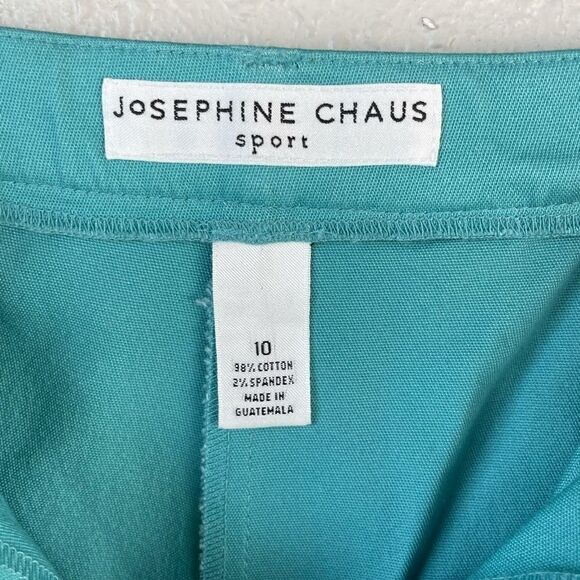 JoSEPHINE CHAUS
sport
10
98% COTTON
2% SPANDEX
MADE IN
GUATEMALA